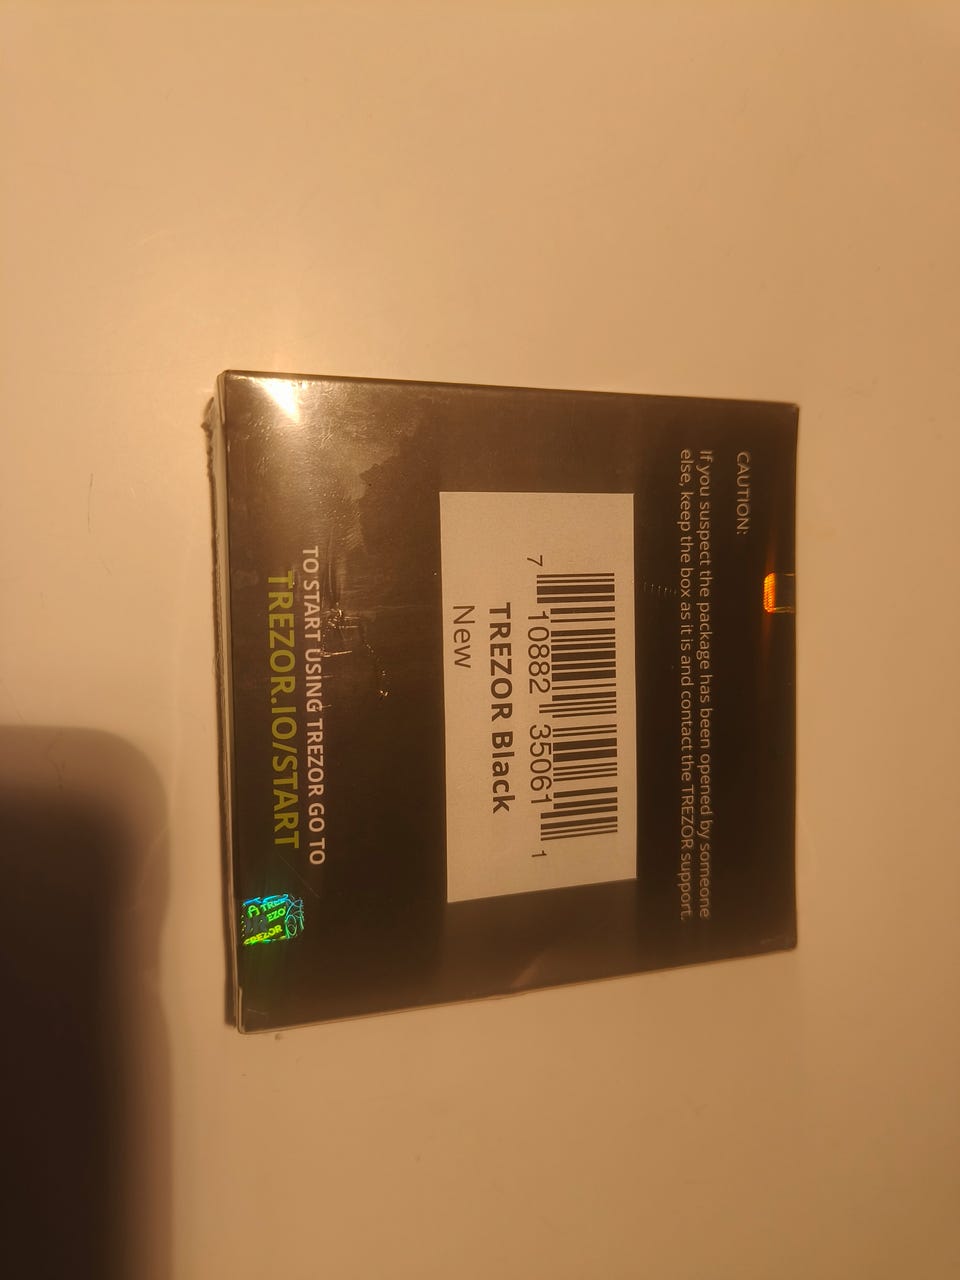 CAUTION:
If you suspect the package has been opened by someone
else, keep the box as it is and contact the TREZOR support.
7 10882 35061 1
TREZOR Black
New
TO START USING TREZOR GO TO
TREZOR.IO/START
TREZOR